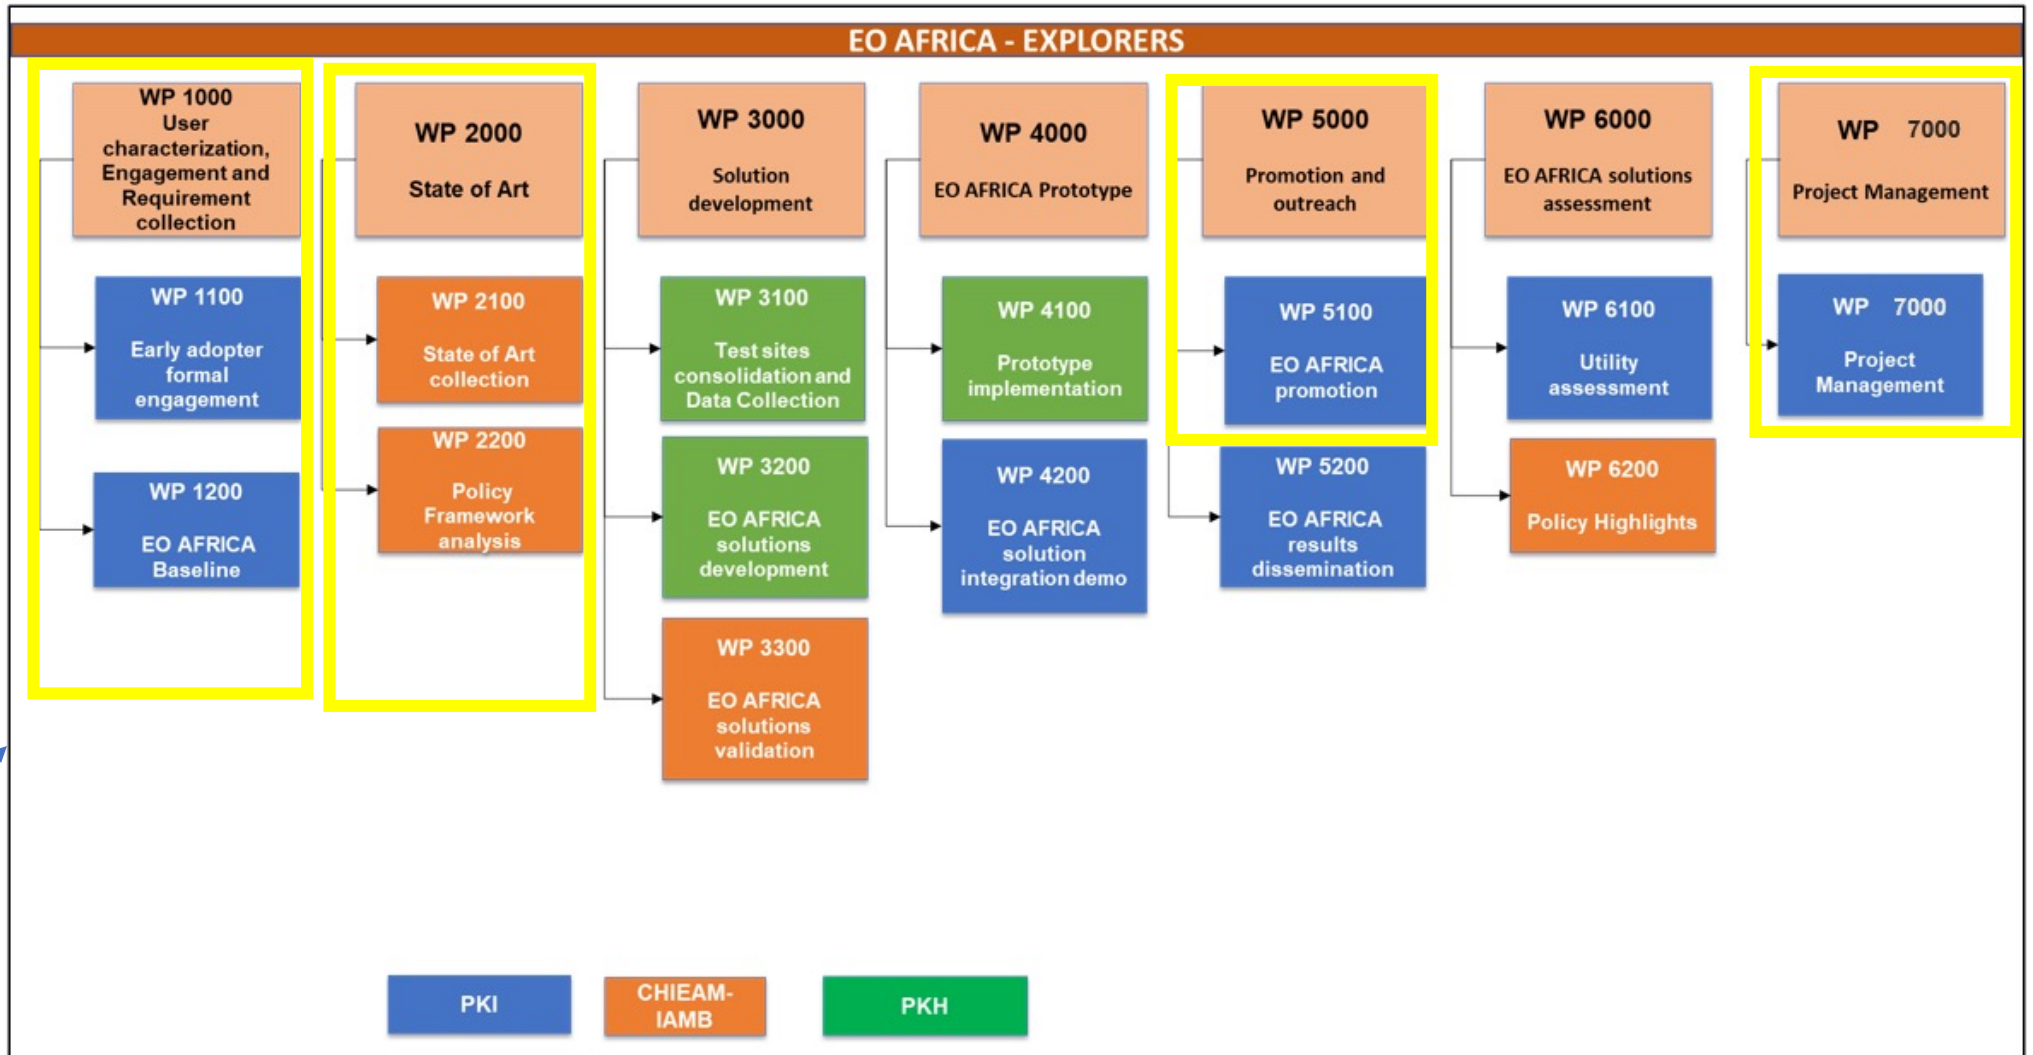 EO AFRICA - EXPLORERS
WP 1000
User
characterization,
Engagement and
Requirement
collection
WP 1100
Early adopter
formal
engagement
WP 1200
EO AFRICA
Baseline
WP 2000
State of Art
WP 2100
State of Art
collection
WP 2200
Policy
Framework
analysis
WP 3000
Solution
development
WP 3100
Test sites
consolidation and
Data Collection
WP 3200
EO AFRICA
solutions
development
WP 3300
EO AFRICA
solutions
validation
WP 4000
EO AFRICA Prototype
WP 4100
Prototype
implementation
WP 4200
EO AFRICA
solution
integration demo
WP 5000
Promotion and
outreach
WP 5100
EO AFRICA
promotion
WP 5200
EO AFRICA
results
dissemination
WP 6000
EO AFRICA solutions
assessment
WP 6100
Utility
assessment
WP 6200
Policy Highlights
WP 7000
Project Management
WP 7000
Project
Management
PKI
CHIEAM-
IAMB
PKH